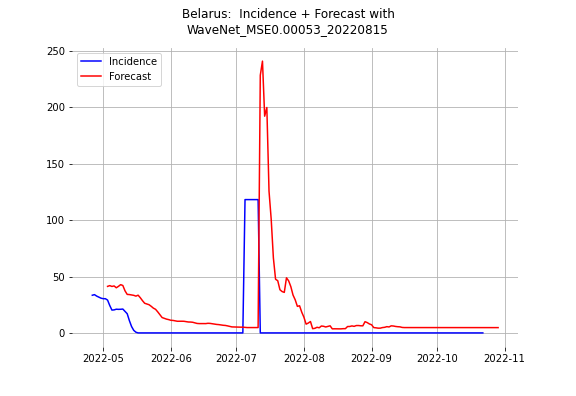 Belarus:  Incidence + Forecast with
WaveNet_MSE0.00053_20220815
Incidence
Forecast
250
200
150
100
50
0
2022-05 2022-06 2022-07 2022-08 2022-09 2022-10 2022-11